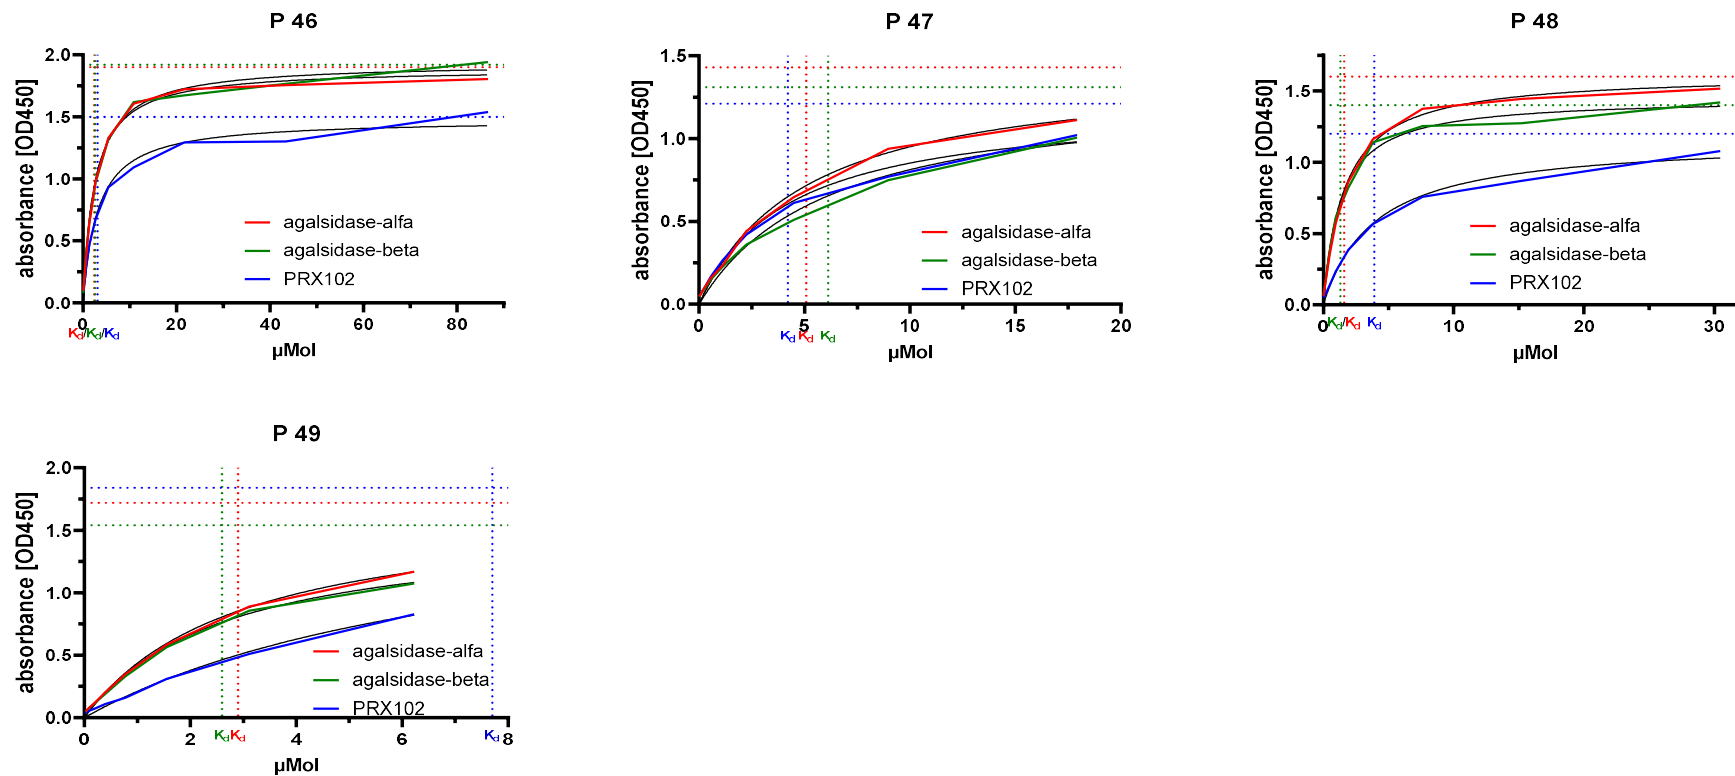 P 46
absorbance [OD450]
2.0
1.5
1.0
0.5
0.0
agalsidase-alfa
agalsidase-beta
PRX102
0 20 40 60 80
Kd/Kd/Kd
µMol
P 47
absorbance [OD450]
1.5
1.0
0.5
0.0
agalsidase-alfa
agalsidase-beta
PRX102
0 5 10 15 20
Kd Kd Kd
µMol
P 48
absorbance [OD450]
1.5
1.0
0.5
0.0
agalsidase-alfa
agalsidase-beta
PRX102
0 10 20 30
Kd/Kd Kd
µMol
P 49
absorbance [OD450]
2.0
1.5
1.0
0.5
0.0
agalsidase-alfa
agalsidase-beta
PRX102
0 2 4 6 8
Kd Kd Kd
µMol